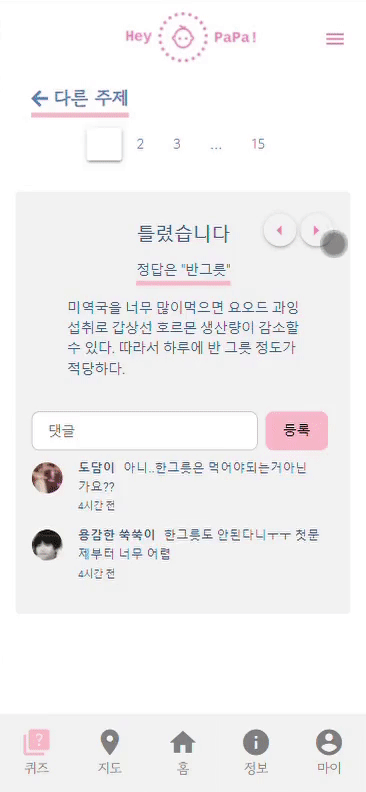 Hey PaPa!
다른 주제
2 3 ... 15
틀렸습니다
정답은 "반그릇"
미역국을 너무 많이먹으면 요오드 과잉
섭취로 갑상선 호르몬 생산량이 감소할
수 있다. 따라서 하루에 반 그릇 정도가
적당하다.
댓글 등록
도담이 아니..한그릇은 먹어야되는거아닌
가요??
4시간 전
용감한 쑥쑥이 한그릇도 안된다니ㅜㅜ 첫문
제부터 너무 어렵
4시간 전
퀴즈 지도 홈 정보 마이